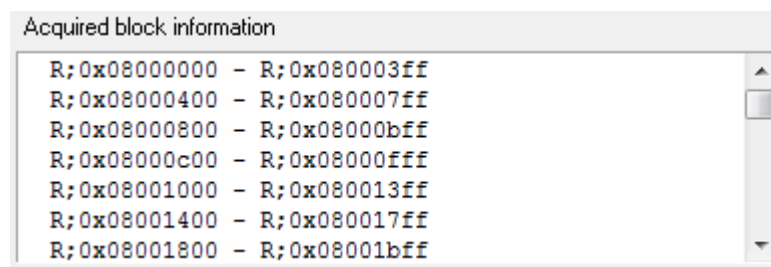 Acquired block information
R;0x08000000 - R;0x080003ff
R;0x08000400 - R;0x080007ff
R;0x08000800 - R;0x08000bff
R;0x08000c00 - R;0x08000fff
R;0x08001000 - R;0x080013ff
R;0x08001400 - R;0x080017ff
R;0x08001800 - R;0x08001bff